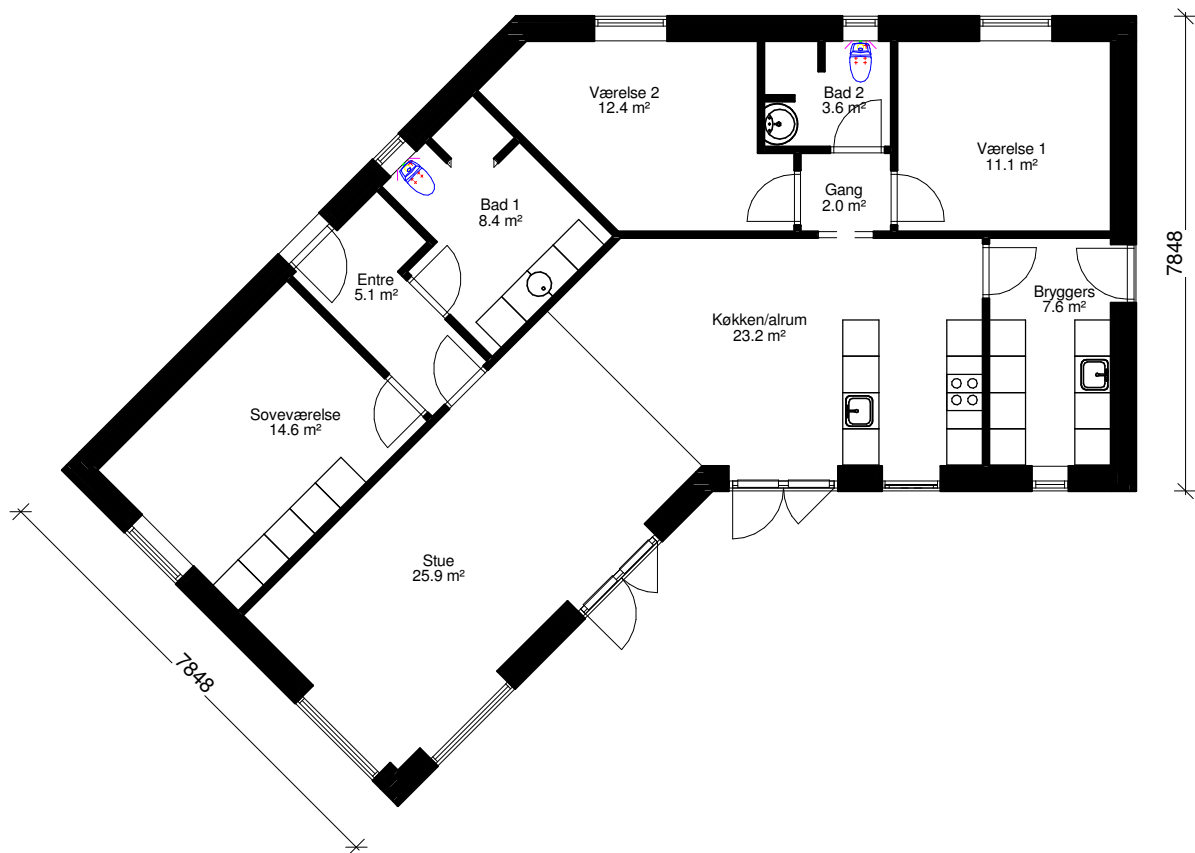 Værelse 2
12.4 m²
Bad 2
3.6 m²
Værelse 1
11.1 m²
Gang
2.0 m²
Bad 1
8.4 m²
Entre
5.1 m²
Køkken/alrum
23.2 m²
Bryggers
7.6 m²
7848
Soveværelse
14.6 m²
Stue
25.9 m²
7848